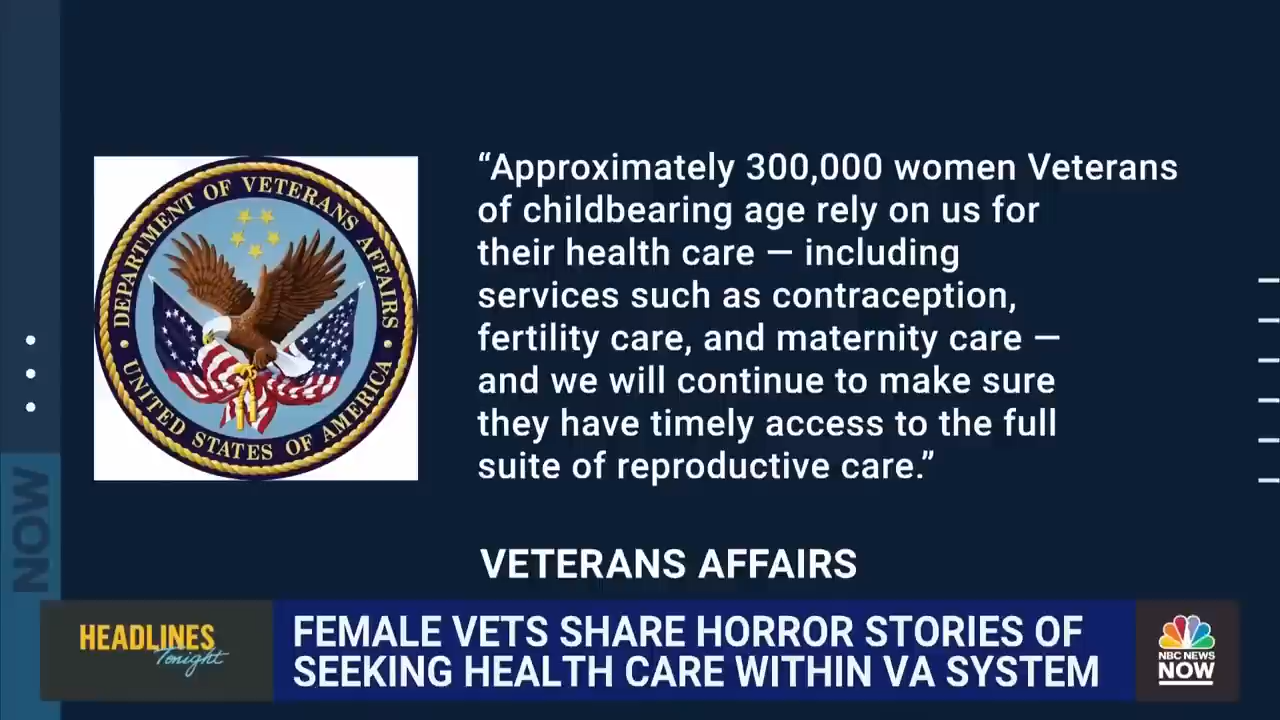 DEPARTMENT OF VETERANS AFFAIRS
UNITED STATES OF AMERICA
“Approximately 300,000 women Veterans
of childbearing age rely on us for
their health care — including
services such as contraception,
fertility care, and maternity care —
and we will continue to make sure
they have timely access to the full
suite of reproductive care.”
VETERANS AFFAIRS
NOW
HEADLINES
Tonight
FEMALE VETS SHARE HORROR STORIES OF
SEEKING HEALTH CARE WITHIN VA SYSTEM
NBC NEWS
NOW